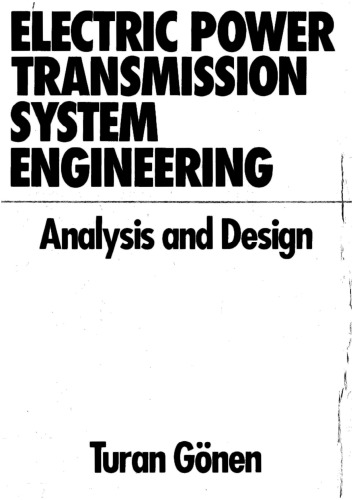 ELECTRIC POWER
TRANSMISSION
SYSTEM
ENGINEERING
Analysis and Design
Turan Gönen